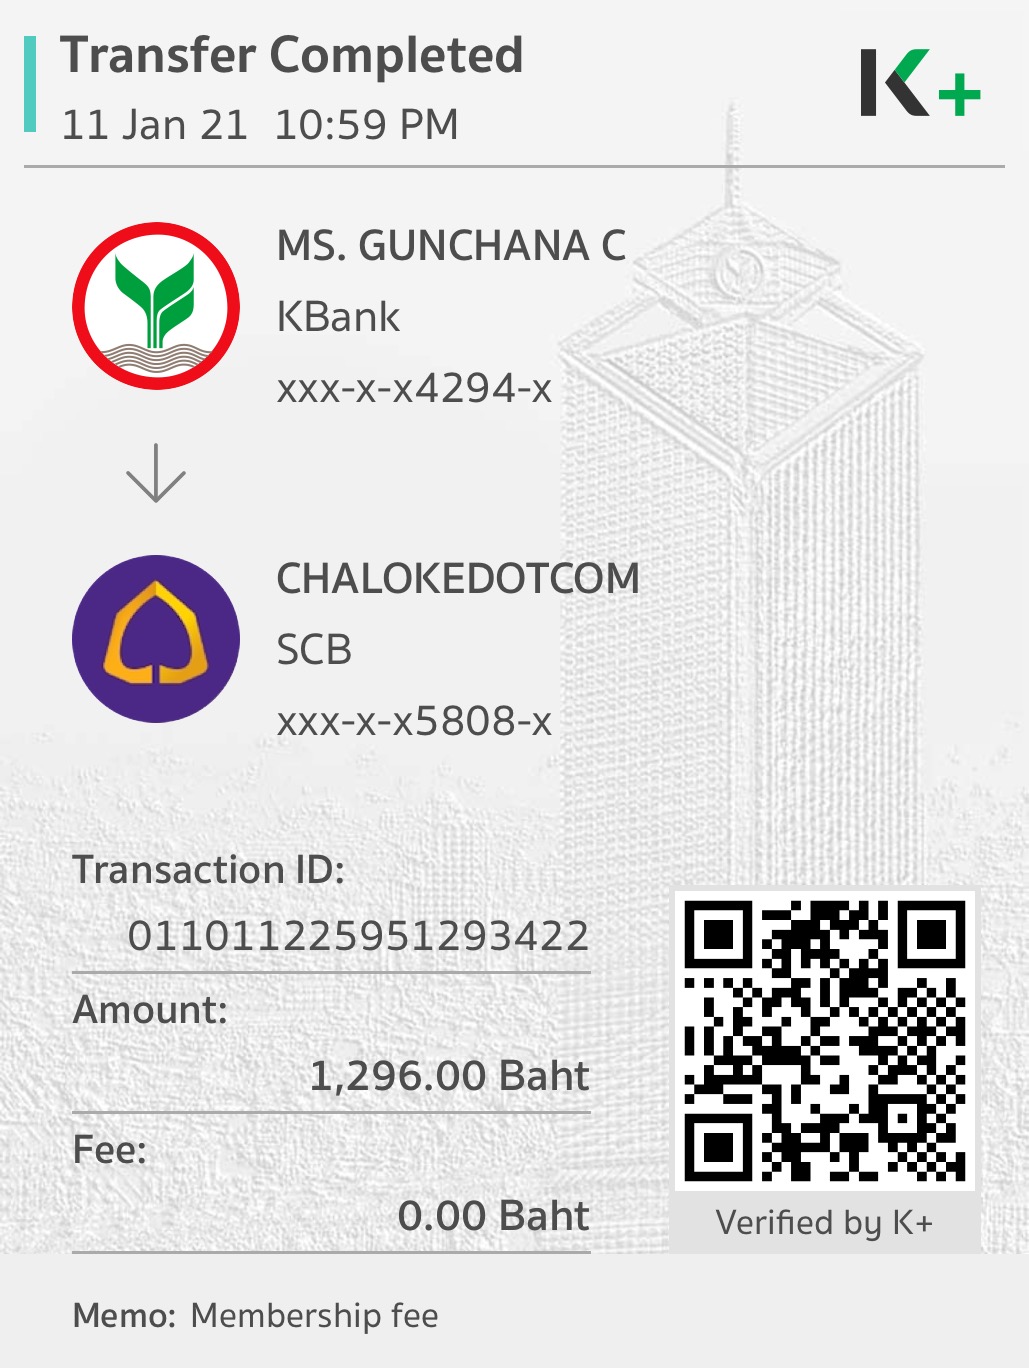 Transfer Completed
11 Jan 21 10:59 PM
K+
MS. GUNCHANA C
KBank
xxx-x-x4294-x
CHALOKEDOTCOM
SCB
xxx-x-x5808-x
Transaction ID:
011011225951293422
Amount:
1,296.00 Baht
Fee:
0.00 Baht
Verified by K+
Memo: Membership fee